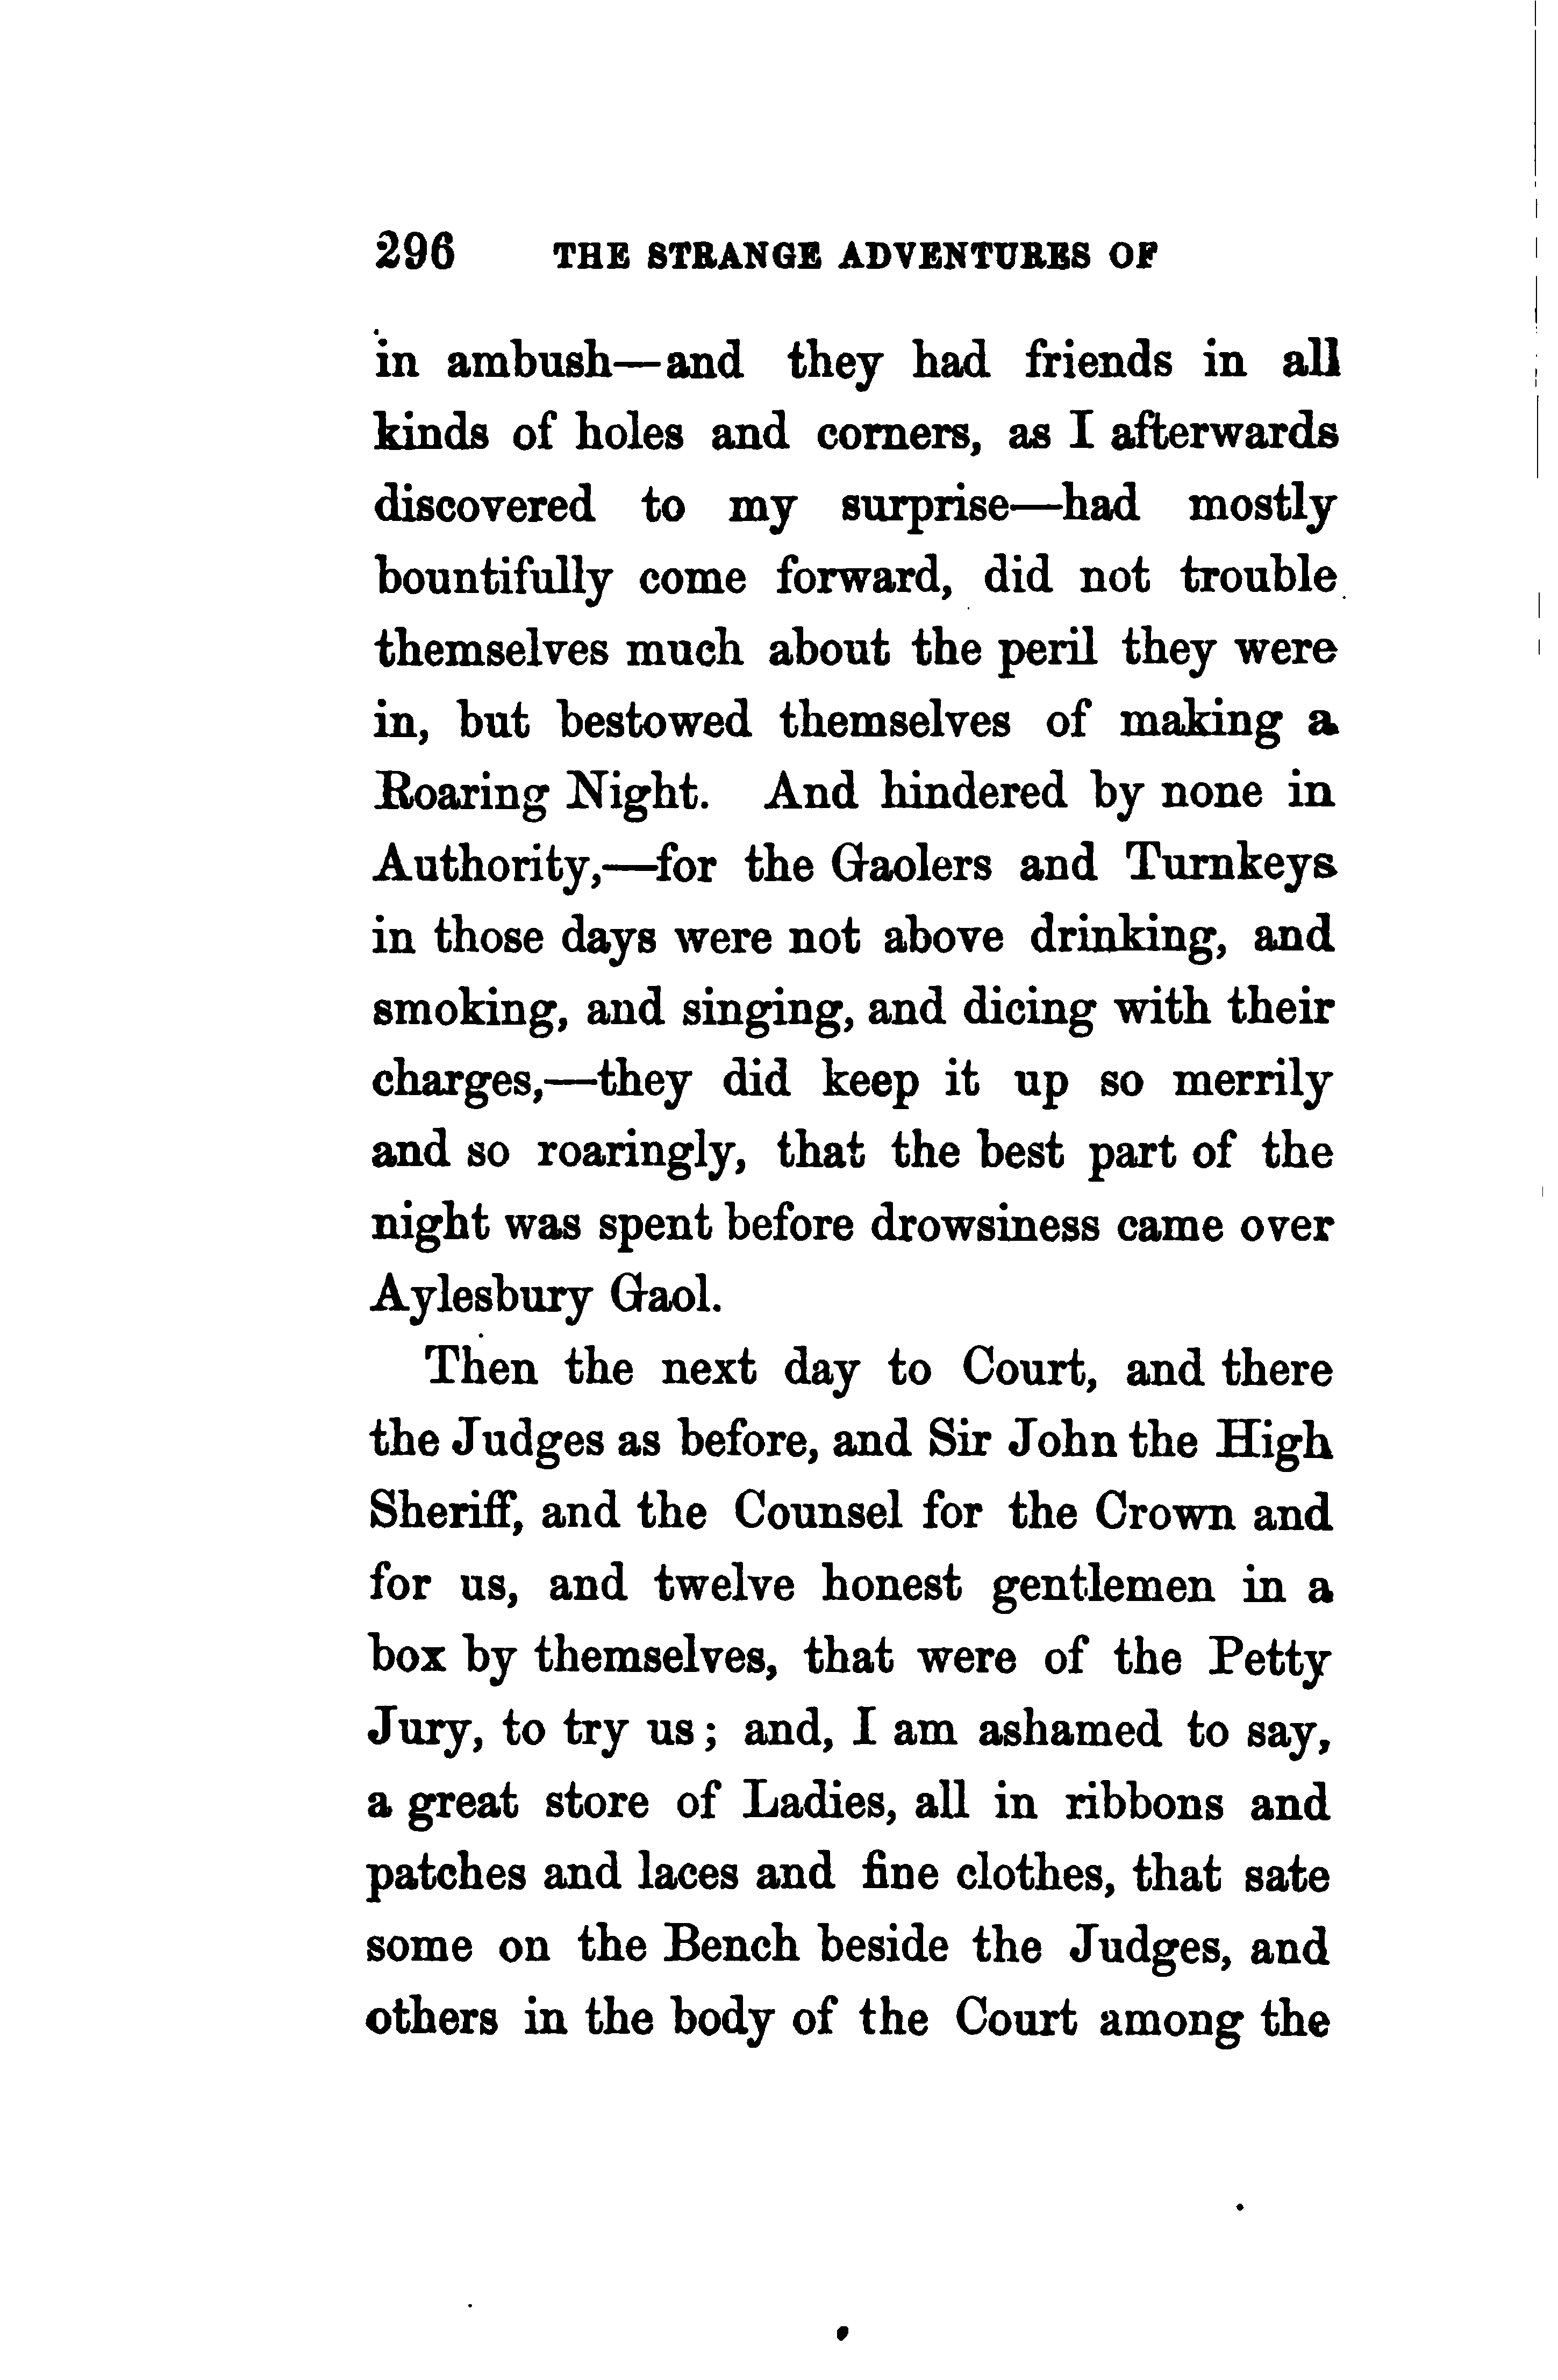 296 THE STRANGE ADVENTURES OF
in ambush—and they had friends in all
kinds of holes and corners, as I afterwards
discovered to my surprise—had mostly
bountifully come forward, did not trouble
themselves much about the peril they were
in, but bestowed themselves of making a
Roaring Night. And hindered by none in
Authority,—for the Gaolers and Turnkeys
in those days were not above drinking, and
smoking, and singing, and dicing with their
charges,—they did keep it up so merrily
and so roaringly, that the best part of the
night was spent before drowsiness came over
Aylesbury Gaol.
Then the next day to Court, and there
the Judges as before, and Sir John the High
Sheriff, and the Counsel for the Crown and
for us, and twelve honest gentlemen in a
box by themselves, that were of the Petty
Jury, to try us; and, I am ashamed to say,
a great store of Ladies, all in ribbons and
patches and laces and fine clothes, that sate
some on the Bench beside the Judges, and
others in the body of the Court among the